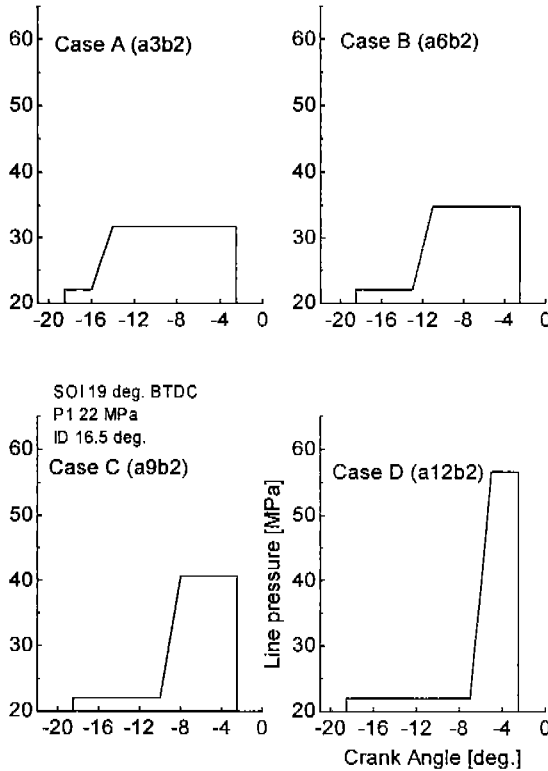 60
Case A (a3b2)
50
40
30
20
-20 -16 -12 -8 -4 0
60
Case B (a6b2)
50
40
30
20
-20 -16 -12 -8 -4 0
SOI 19 deg. BTDC
P1 22 MPa
ID 16.5 deg.
Case C (a9b2)
60
50
40
30
20
-20 -16 -12 -8 -4 0
Case D (a12b2)
Line pressure [MPa]
60
50
40
30
20
-20 -16 -12 -8 -4 0
Crank Angle [deg.]